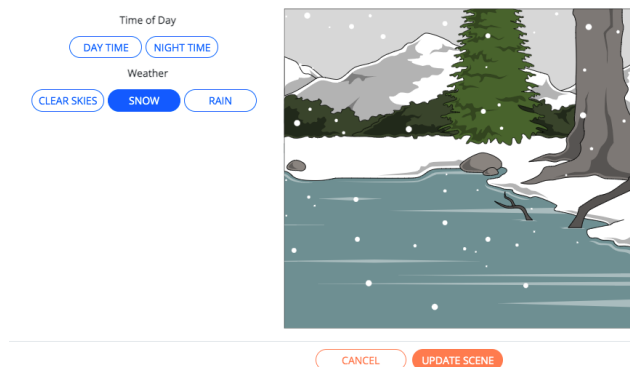 Time of Day
DAY TIME NIGHT TIME
Weather
CLEAR SKIES SNOW RAIN
CANCEL UPDATE SCENE